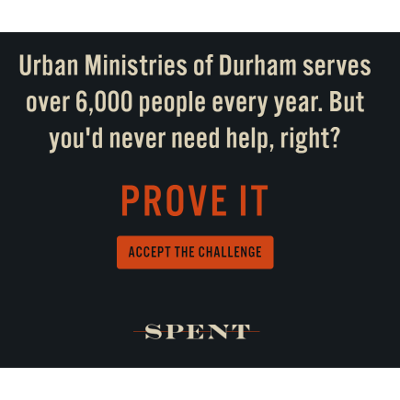 Urban Ministries of Durham serves
over 6,000 people every year. But
you'd never need help, right?
PROVE IT
ACCEPT THE CHALLENGE
SPENT